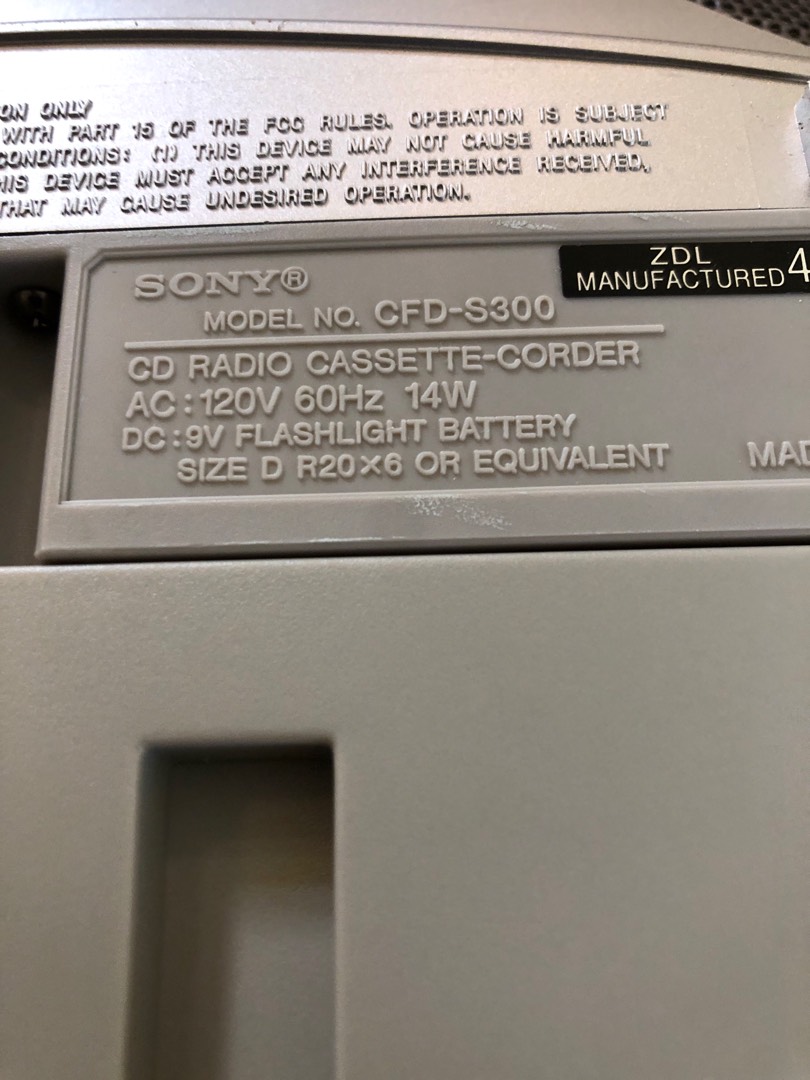 ON ONLY
WITH PART 15 OF THE FCC RULES. OPERATION IS SUBJECT
CONDITIONS: (1) THIS DEVICE MAY NOT CAUSE HARMFUL
HIS DEVICE MUST ACCEPT ANY INTERFERENCE RECEIVED,
THAT MAY CAUSE UNDESIRED OPERATION.
SONY®
MODEL NO. CFD-S300
ZDL
MANUFACTURED 4
CD RADIO CASSETTE-CORDER
AC:120V 60Hz 14W
DC:9V FLASHLIGHT BATTERY
SIZE D R20×6 OR EQUIVALENT
MAD